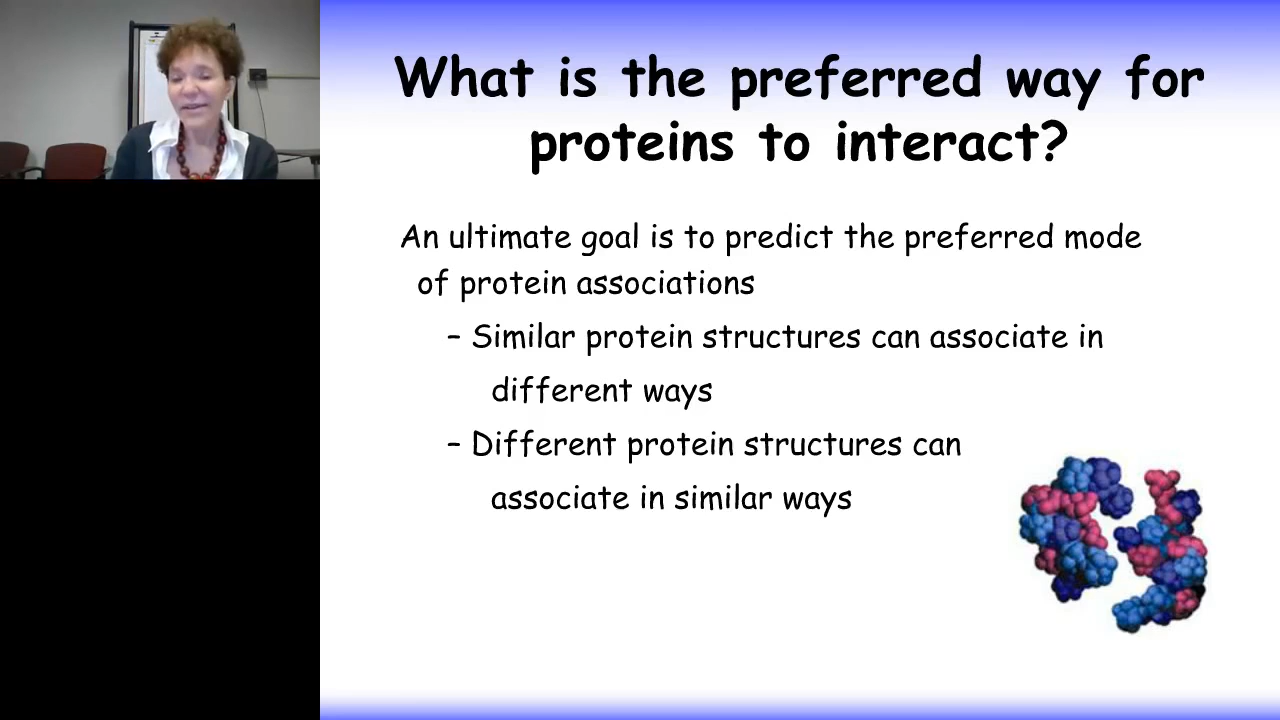 What is the preferred way for
proteins to interact?
An ultimate goal is to predict the preferred mode
of protein associations
– Similar protein structures can associate in
different ways
– Different protein structures can
associate in similar ways